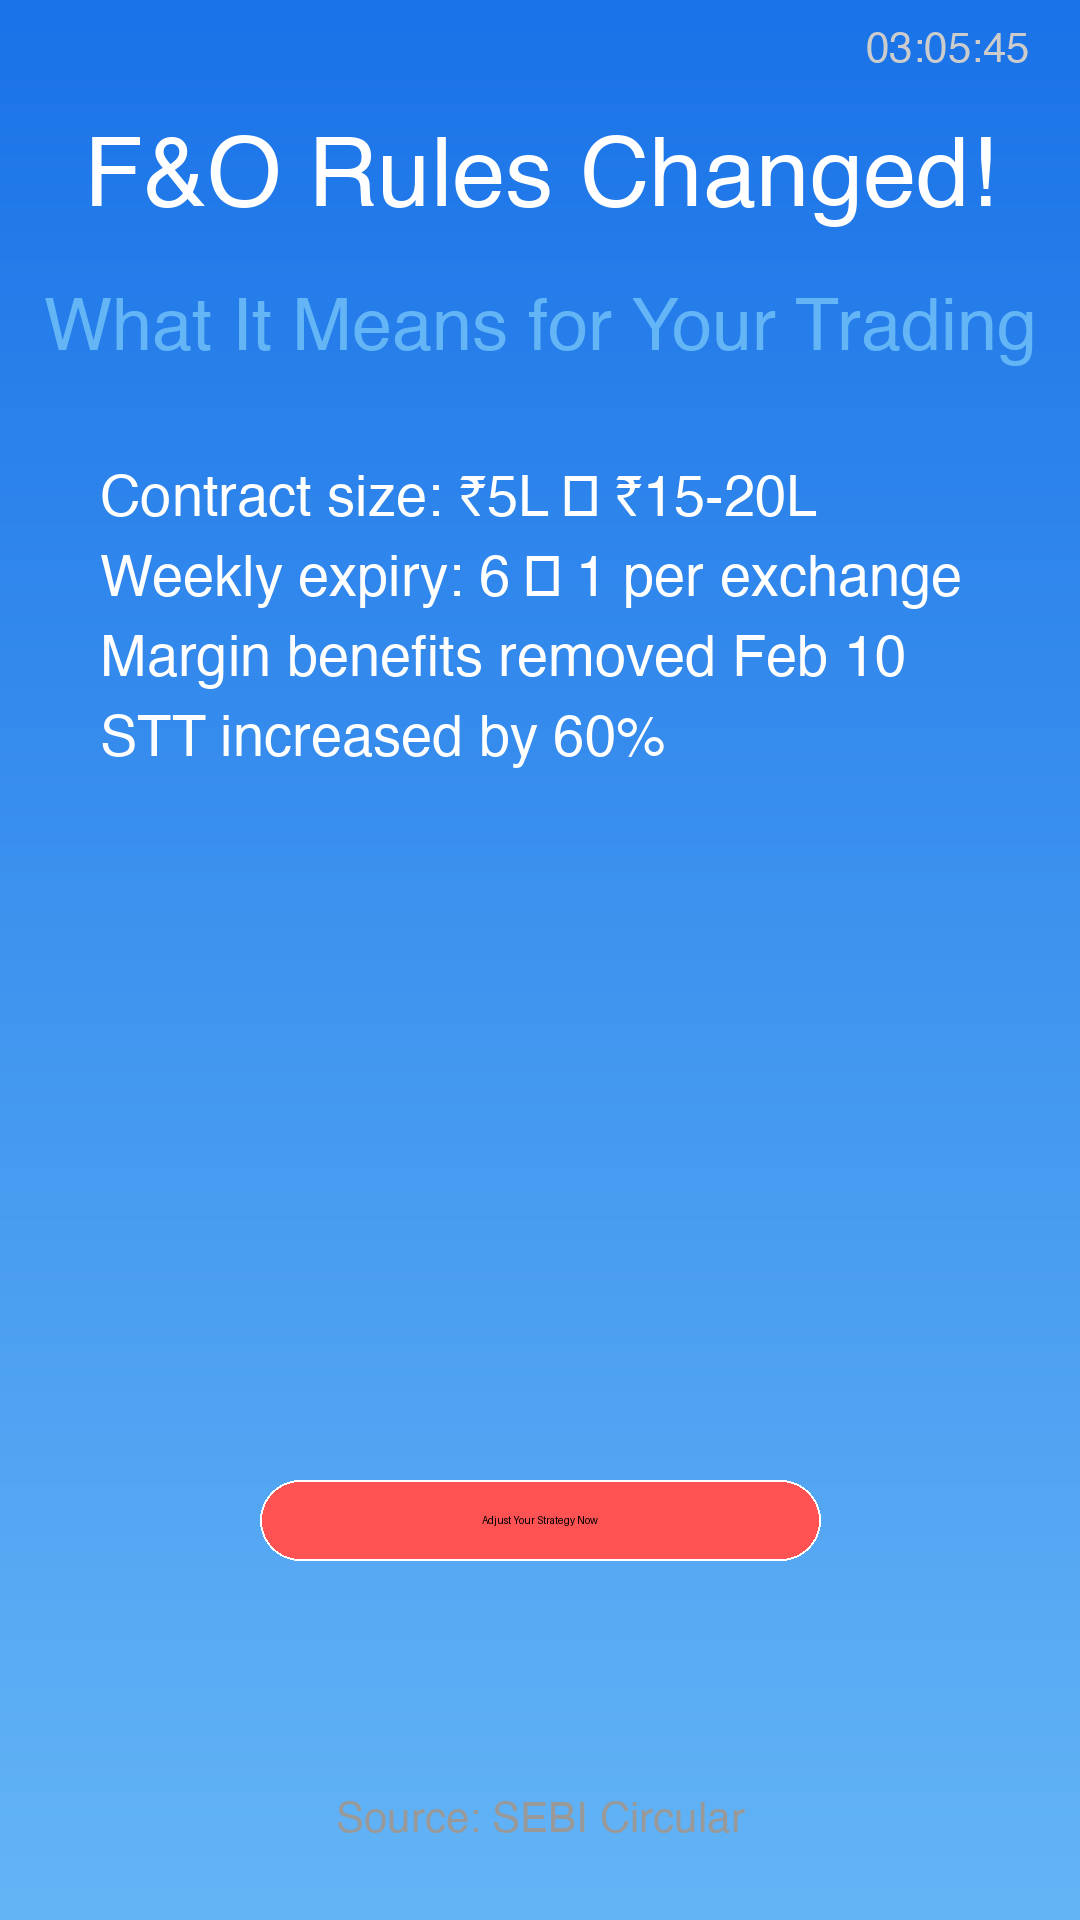 03:05:45
F&O Rules Changed!
What It Means for Your Trading
Contract size: ₹5L □ ₹15-20L
Weekly expiry: 6 □ 1 per exchange
Margin benefits removed Feb 10
STT increased by 60%
Adjust Your Strategy Now
Source: SEBI Circular